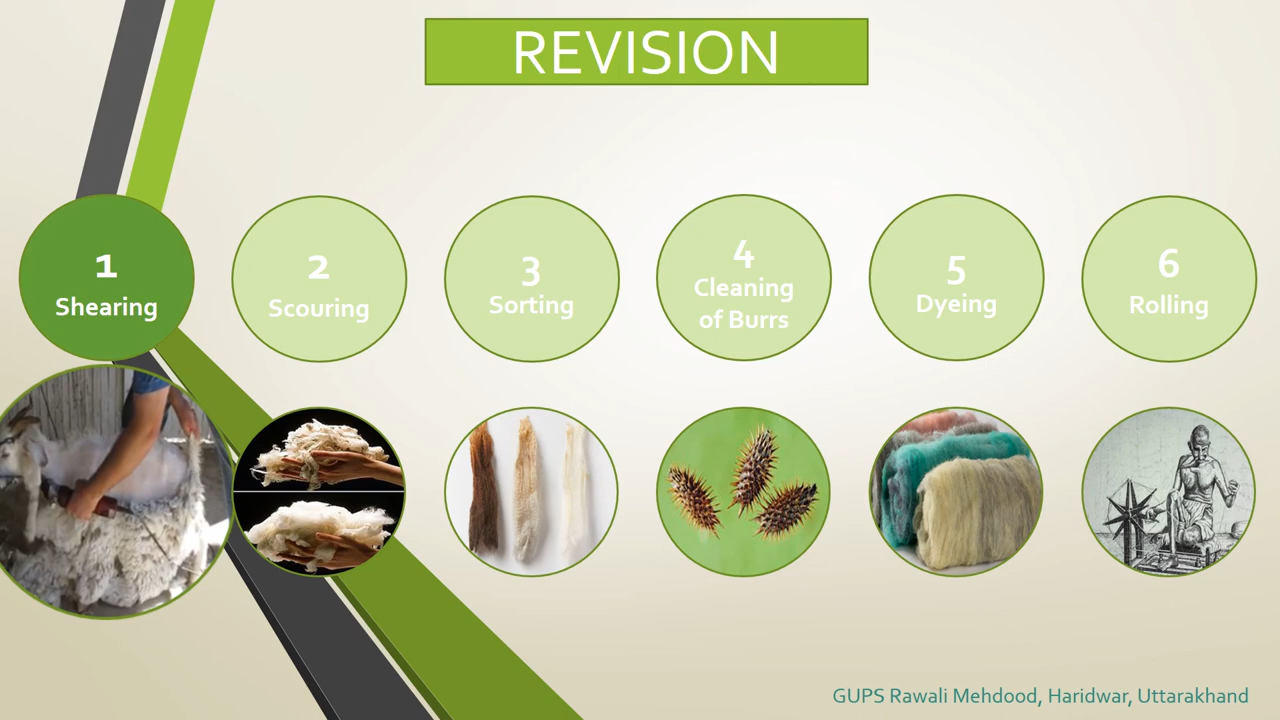 REVISION
1
Shearing
2
Scouring
3
Sorting
4
Cleaning
of Burrs
5
Dyeing
6
Rolling
GUPS Rawali Mehdood, Haridwar, Uttarakhand